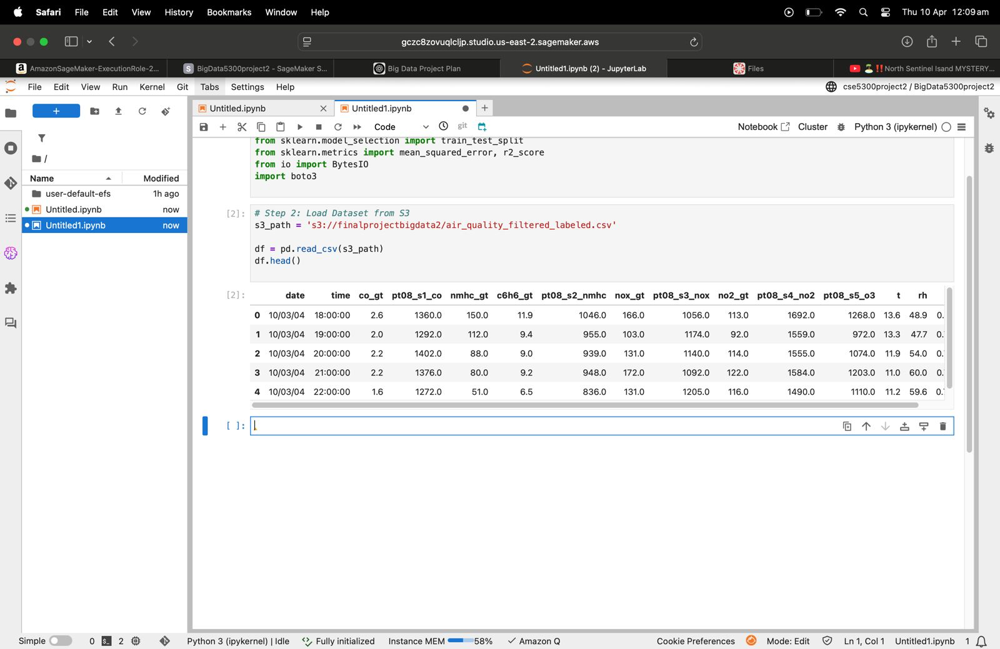 Safari File Edit View History Bookmarks Window Help Thu 10 Apr 12:09am
gczc8zovuqlcljp.studio.us-east-2.sagemaker.aws
a AmazonSageMaker-ExecutionRole-2... S BigData5300project2 - SageMaker S... Big Data Project Plan Untitled1.ipynb (2) - JupyterLab Files ‼️North Sentinel Isand MYSTERY...
File Edit View Run Kernel Git Tabs Settings Help cse5300project2 / BigData5300project2
+ Untitled.ipynb Untitled1.ipynb
Code git Notebook Cluster Python 3 (ipykernel)
/
Name Modified
user-default-efs 1h ago
Untitled.ipynb now
Untitled1.ipynb now
from sklearn.model_selection import train_test_split
from sklearn.metrics import mean_squared_error, r2_score
from io import BytesIO
import boto3
[2]: # Step 2: Load Dataset from S3
s3_path = 's3://finalprojectbigdata2/air_quality_filtered_labeled.csv'
df = pd.read_csv(s3_path)
df.head()
[2]: date time co_gt pt08_s1_co nmhc_gt c6h6_gt pt08_s2_nmhc nox_gt pt08_s3_nox no2_gt pt08_s4_no2 pt08_s5_o3 t rh
0 10/03/04 18:00:00 2.6 1360.0 150.0 11.9 1046.0 166.0 1056.0 113.0 1692.0 1268.0 13.6 48.9 0.
1 10/03/04 19:00:00 2.0 1292.0 112.0 9.4 955.0 103.0 1174.0 92.0 1559.0 972.0 13.3 47.7 0.
2 10/03/04 20:00:00 2.2 1402.0 88.0 9.0 939.0 131.0 1140.0 114.0 1555.0 1074.0 11.9 54.0 0.
3 10/03/04 21:00:00 2.2 1376.0 80.0 9.2 948.0 172.0 1092.0 122.0 1584.0 1203.0 11.0 60.0 0.
4 10/03/04 22:00:00 1.6 1272.0 51.0 6.5 836.0 131.0 1205.0 116.0 1490.0 1110.0 11.2 59.6 0.
[ ]:
Simple 0 2 Python 3 (ipykernel) | Idle Fully initialized Instance MEM 58% Amazon Q Cookie Preferences Mode: Edit Ln 1, Col 1 Untitled1.ipynb 1